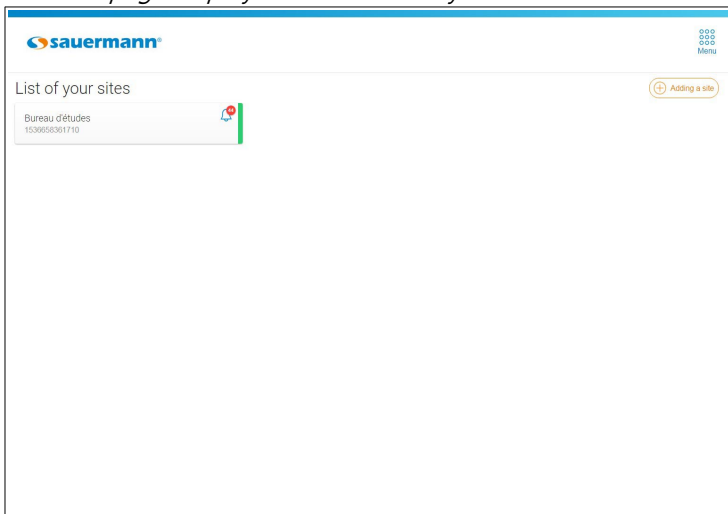 sauermann®
Menu
List of your sites
Adding a site
Bureau d'études
1536658361710